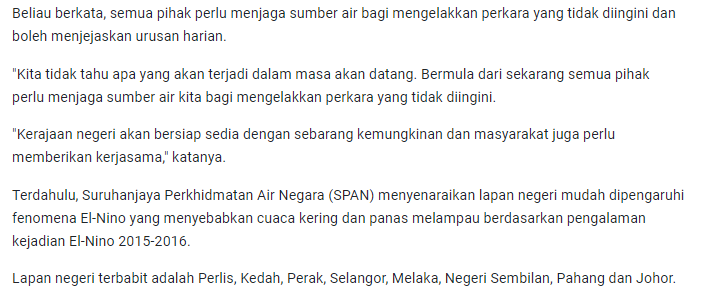 Beliau berkata, semua pihak perlu menjaga sumber air bagi mengelakkan perkara yang tidak diingini dan
boleh menjejaskan urusan harian.
"Kita tidak tahu apa yang akan terjadi dalam masa akan datang. Bermula dari sekarang semua pihak
perlu menjaga sumber air kita bagi mengelakkan perkara yang tidak diingini.
"Kerajaan negeri akan bersiap sedia dengan sebarang kemungkinan dan masyarakat juga perlu
memberikan kerjasama," katanya.
Terdahulu, Suruhanjaya Perkhidmatan Air Negara (SPAN) menyenaraikan lapan negeri mudah dipengaruhi
fenomena El-Nino yang menyebabkan cuaca kering dan panas melampau berdasarkan pengalaman
kejadian El-Nino 2015-2016.
Lapan negeri terbabit adalah Perlis, Kedah, Perak, Selangor, Melaka, Negeri Sembilan, Pahang dan Johor.